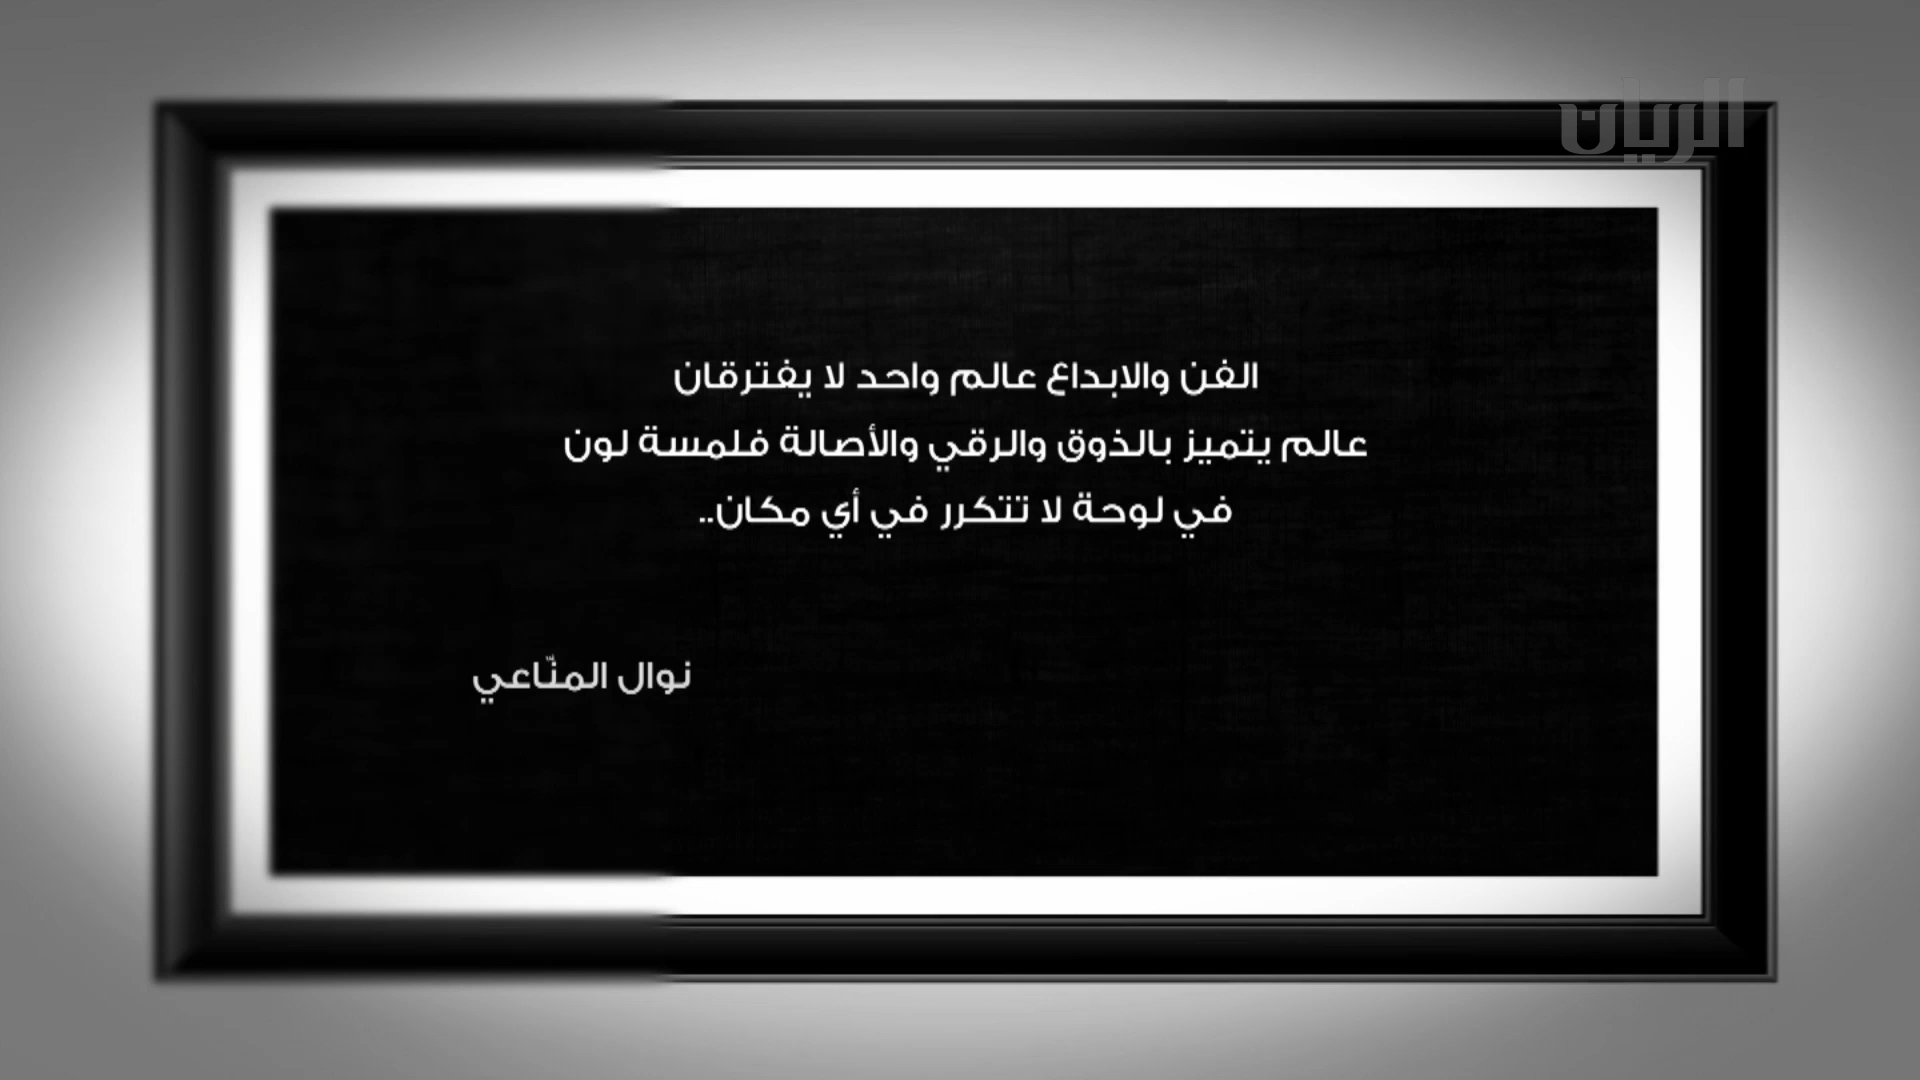 الريان
الفن والابداع عالم واحد لا يفترقان
عالم يتميز بالذوق والرقي والأصالة فلمسة لون
في لوحة لا تتكرر في أي مكان..
نوال المنّاعي